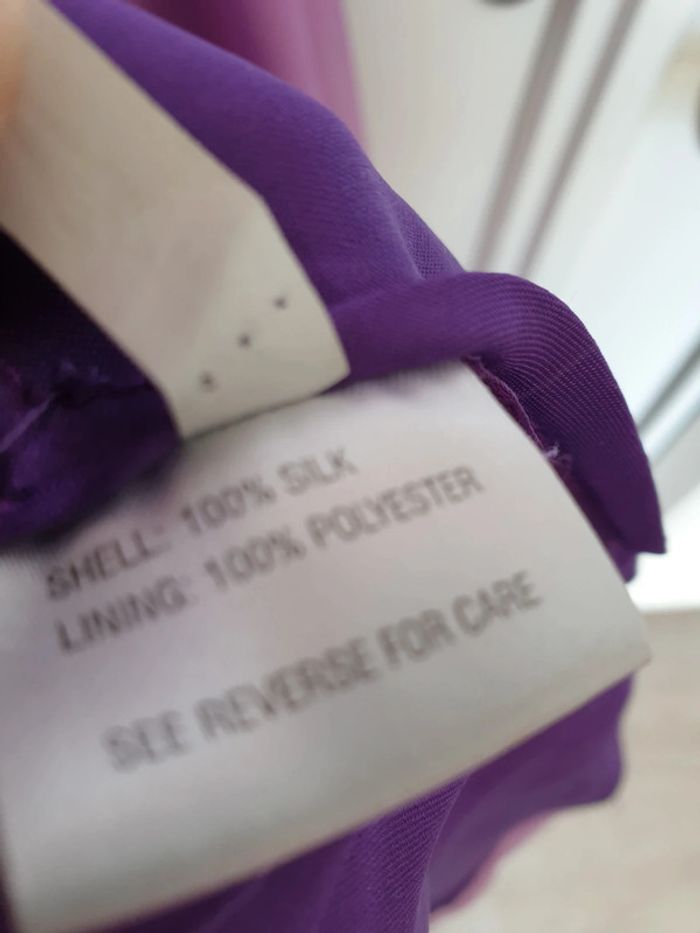 SHELL: 100% SILK
LINING: 100% POLYESTER
SEE REVERSE FOR CARE